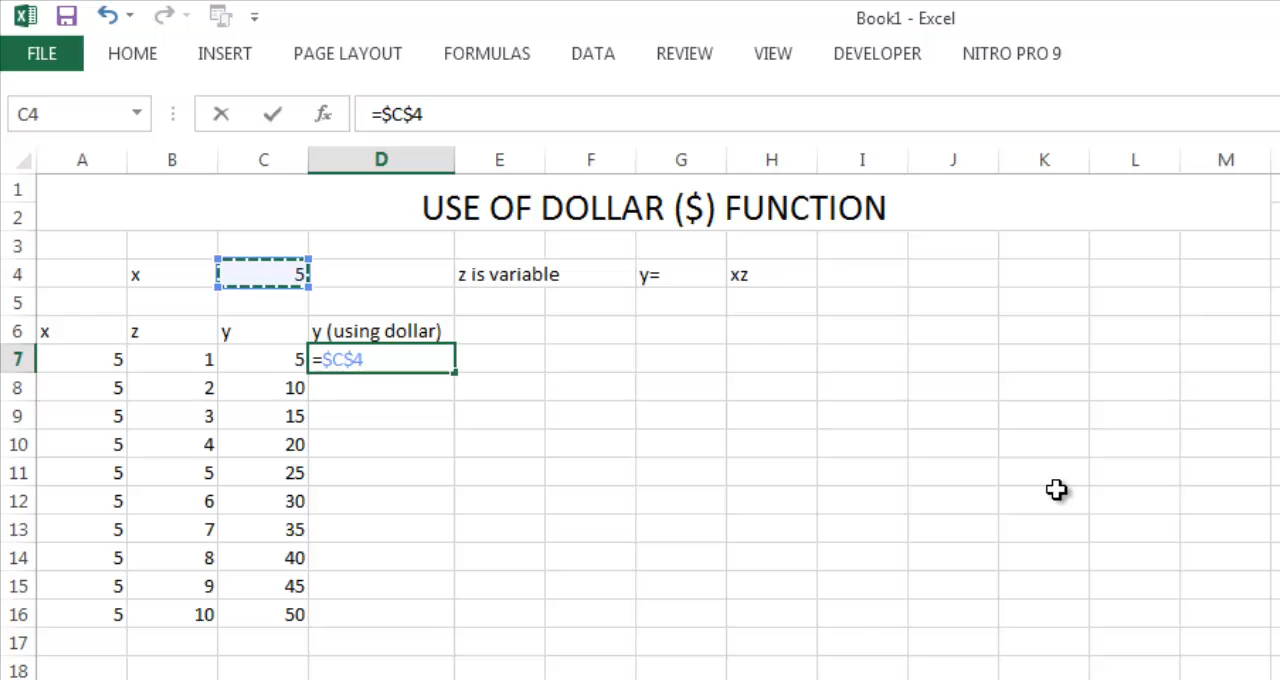 Book1 - Excel
FILE HOME INSERT PAGE LAYOUT FORMULAS DATA REVIEW VIEW DEVELOPER NITRO PRO 9
C4 fx =$C$4
A B C D E F G H I J K L M
1
2 USE OF DOLLAR ($) FUNCTION
3
4 x 5 z is variable y= xz
5
6 x z y y (using dollar)
7 5 1 5 =$C$4
8 5 2 10
9 5 3 15
10 5 4 20
11 5 5 25
12 5 6 30
13 5 7 35
14 5 8 40
15 5 9 45
16 5 10 50
17
18